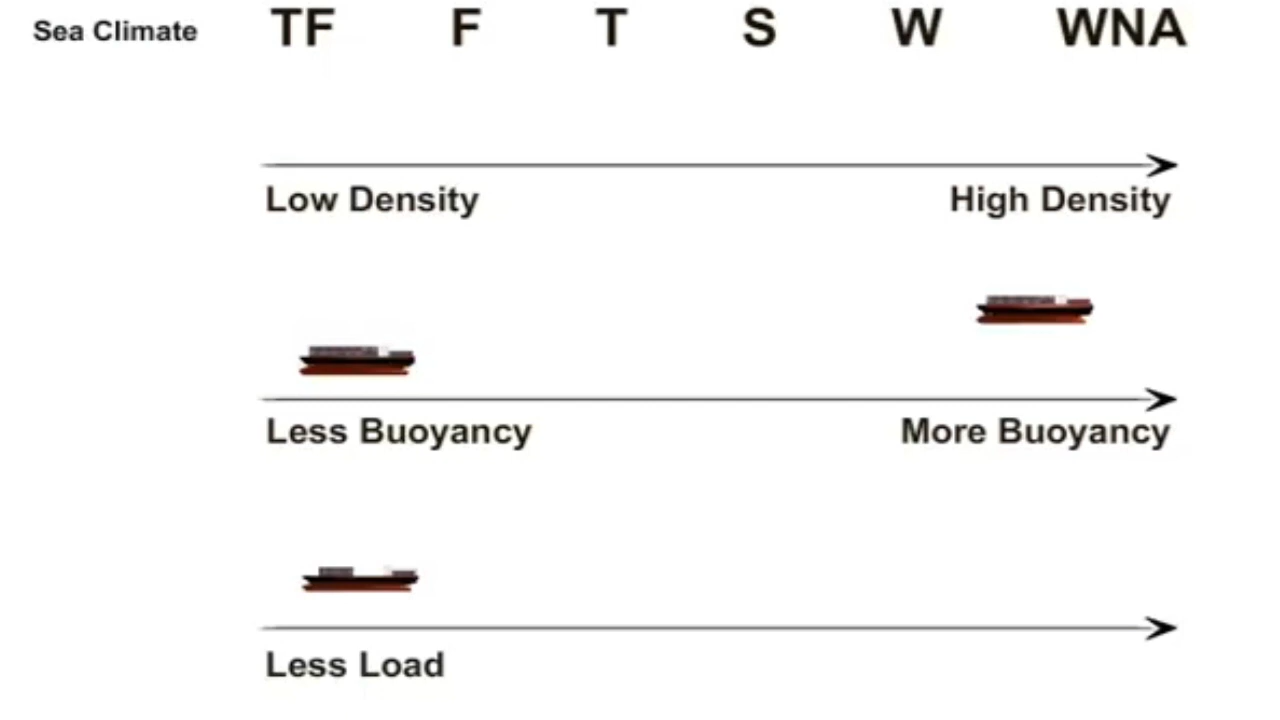 Sea Climate TF F T S W WNA
Low Density High Density
Less Buoyancy More Buoyancy
Less Load